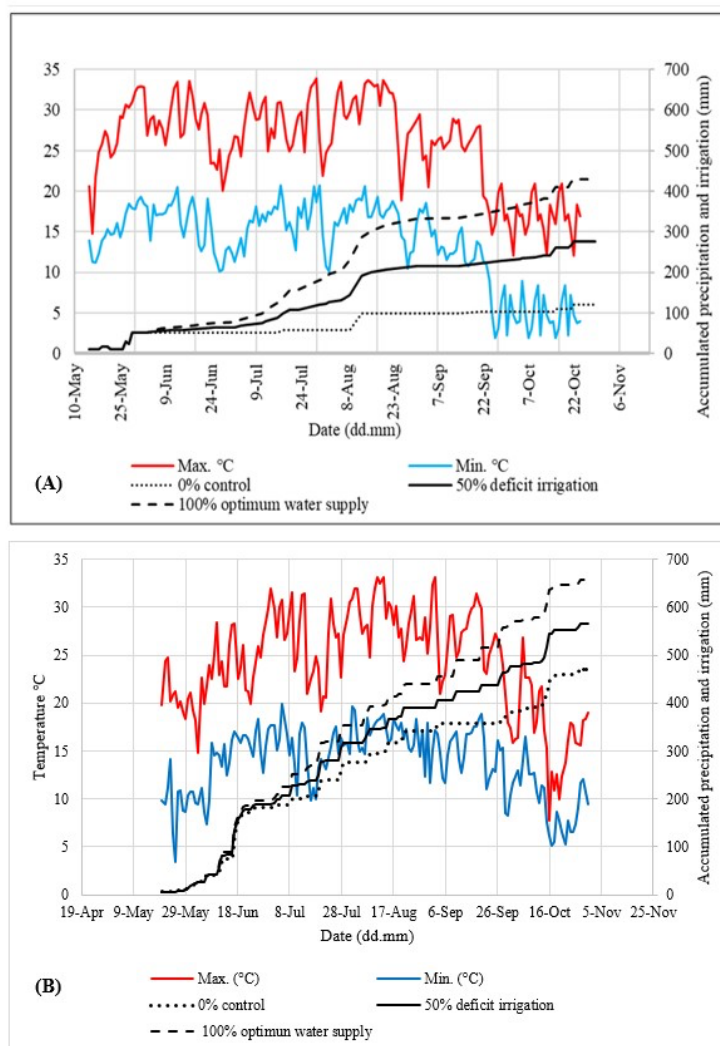 35
30
25
20
15
10
5
0
700
600
500
400
300
200
100
0
Accumulated precipitation and irrigation (mm)
10-May
25-May
9-Jun
24-Jun
9-Jul
24-Jul
8-Aug
23-Aug
7-Sep
22-Sep
7-Oct
22-Oct
6-Nov
Date (dd.mm)
Max. °C
Min. °C
0% control
50% deficit irrigation
100% optimum water supply
(A)
35
30
25
20
15
10
5
0
Temperature °C
700
600
500
400
300
200
100
0
Accumulated precipitation and irrigation (mm)
19-Apr 9-May 29-May 18-Jun 8-Jul 28-Jul 17-Aug 6-Sep 26-Sep 16-Oct 5-Nov 25-Nov
Date (dd.mm)
Max. (°C)
Min. (°C)
(B)
0% control
50% deficit irrigation
100% optimun water supply